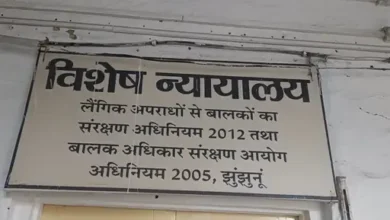 विशेष न्यायालय
लैंगिक अपराधों से बालकों का
संरक्षण अधिनियम 2012 तथा
बालक अधिकार संरक्षण आयोग
अधिनियम 2005, झुंझुनूं